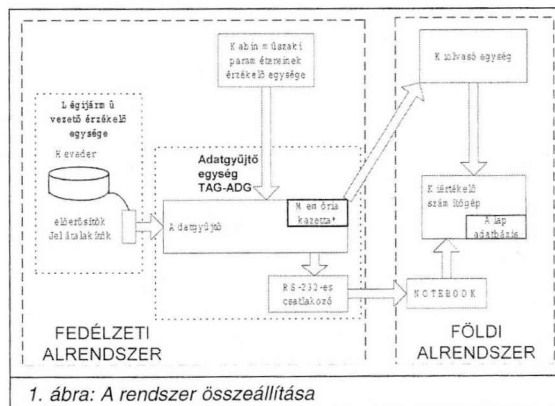 Kabin műszaki
paramétereinek
érzékelő egysége
Légijármű
vezető érzékelő
egysége
Hevader
előerősítők
Jelátalakítók
Adatgyűjtő
egység
TAG-ADG
Adatgyűjtő
Memória
kazetta*
RS-232-es
csatlakozó
FEDÉLZETI
ALRENDSZER
Kiolvasó egység
Kiértékelő
számítógép
Alap
adatbázis
NOTEBOOK
FÖLDI
ALRENDSZER
1. ábra: A rendszer összeállítása